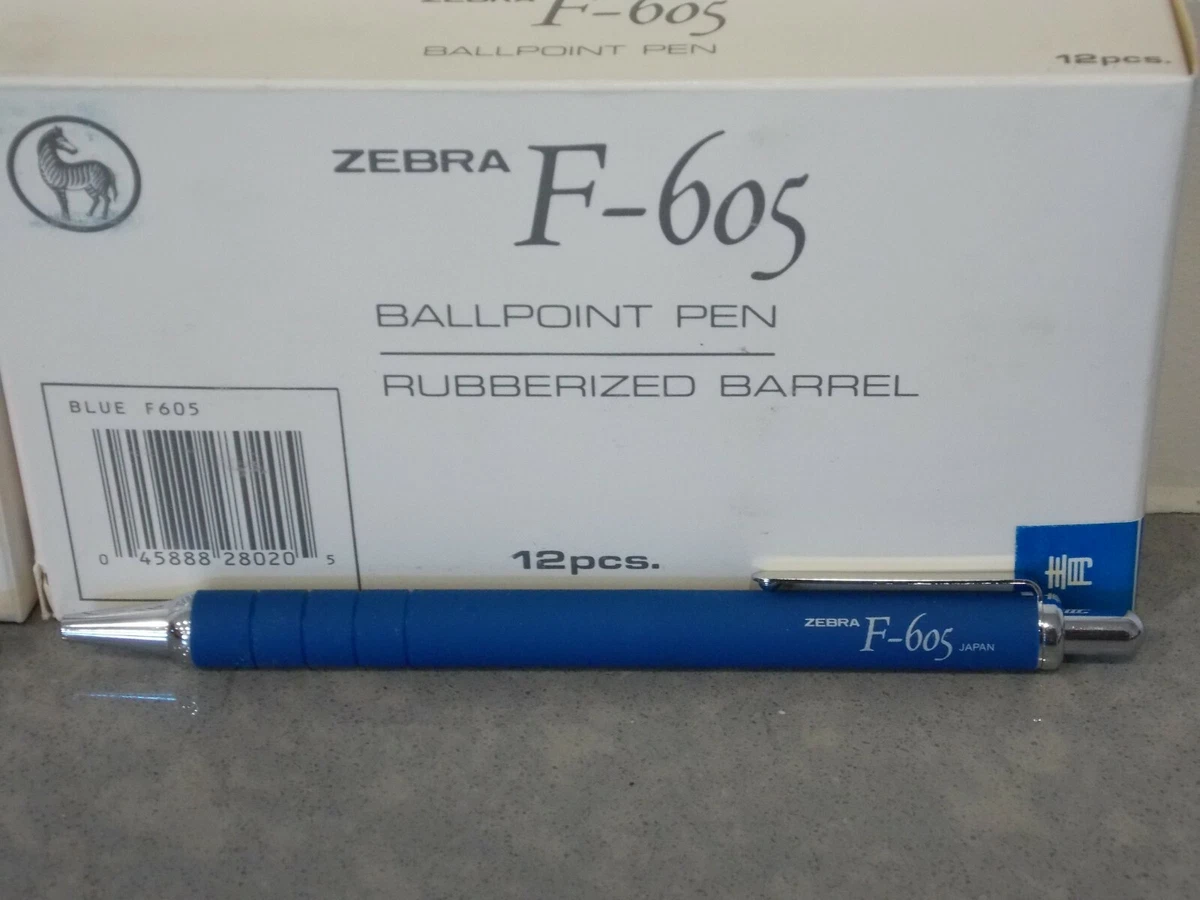 ZEBRA F-605
BALLPOINT PEN
12pcs.
ZEBRA F-605
BALLPOINT PEN
RUBBERIZED BARREL
BLUE F605
0 45888 28020 5
12pcs.
青
ZEBRA F-605 JAPAN